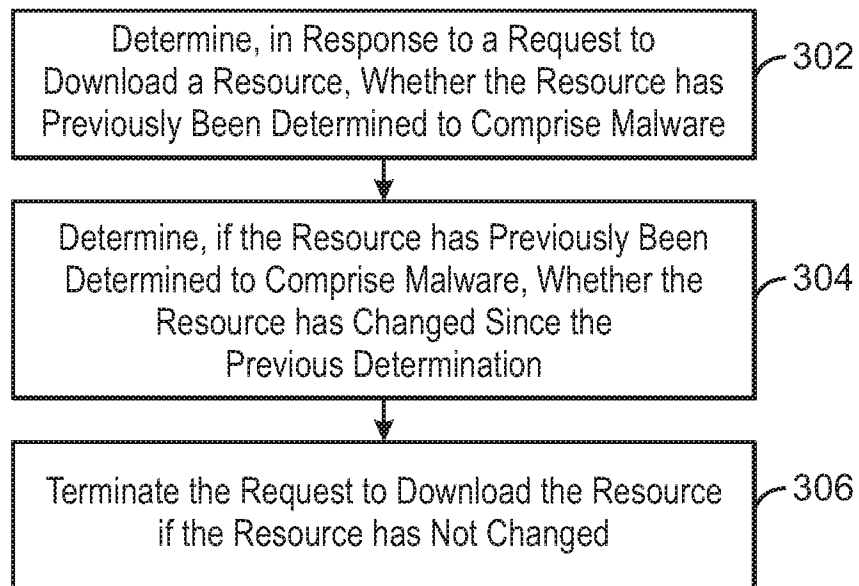 Determine, in Response to a Request to
Download a Resource, Whether the Resource has
Previously Been Determined to Comprise Malware
302
Determine, if the Resource has Previously Been
Determined to Comprise Malware, Whether the
Resource has Changed Since the
Previous Determination
304
Terminate the Request to Download the Resource
if the Resource has Not Changed
306